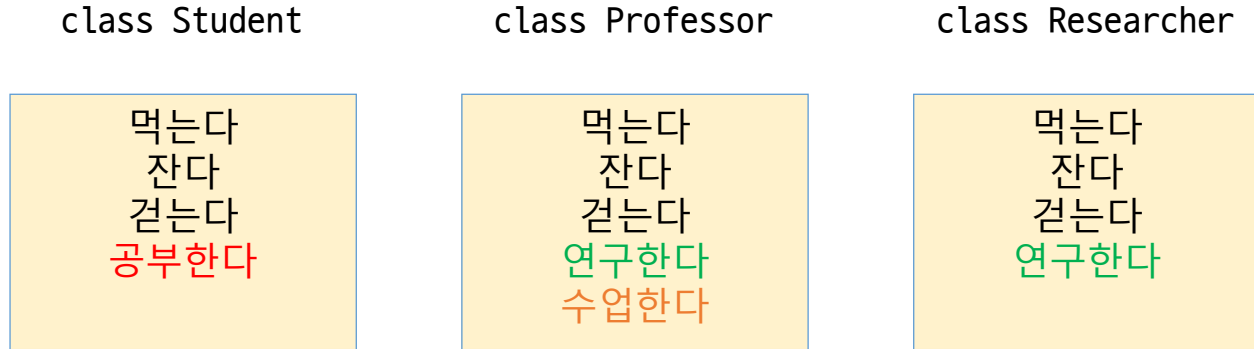 class Student
class Professor
class Researcher
먹는다
잔다
걷는다
공부한다
먹는다
잔다
걷는다
연구한다
수업한다
먹는다
잔다
걷는다
연구한다